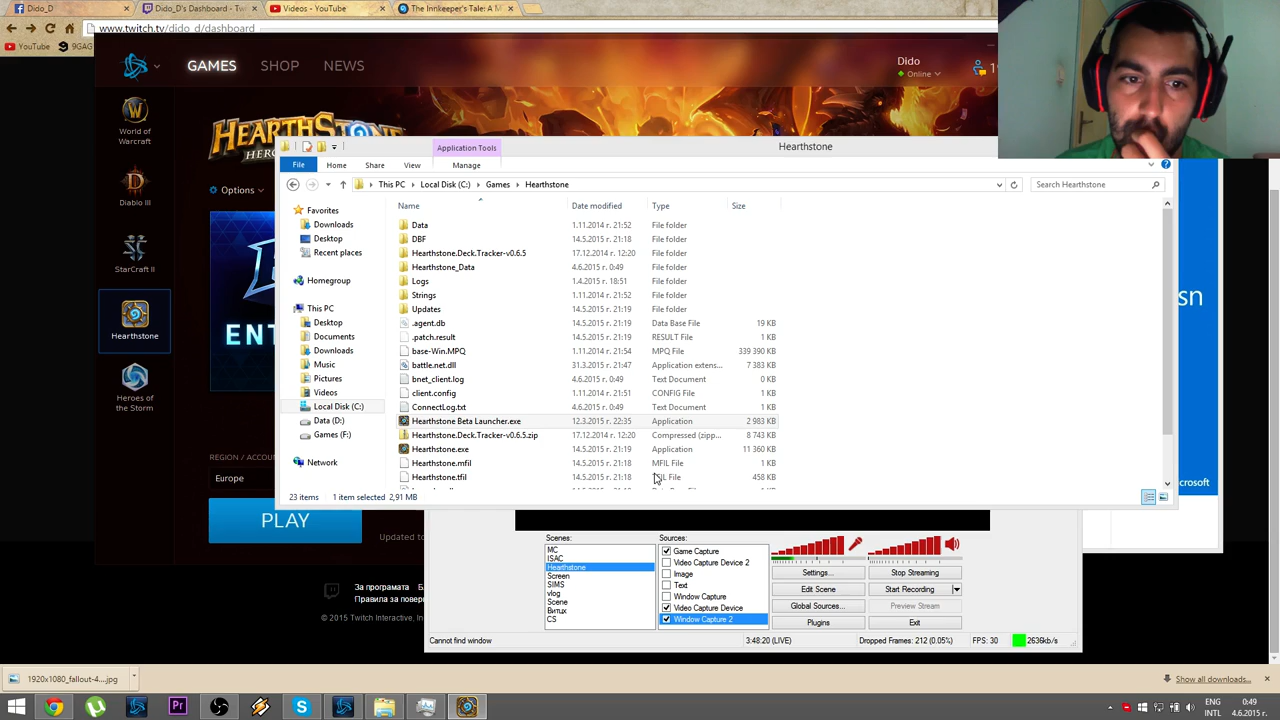 Dido_D
Dido_D's Dashboard - Twit
Videos - YouTube
The Innkeeper's Tale: A M
www.twitch.tv/dido_d/dashboard
YouTube
9GAG
GAMES
SHOP
NEWS
Dido
Online
World of
Warcraft
Diablo III
StarCraft II
Hearthstone
Heroes of
the Storm
HEARTHSTONE
Options
REGION / ACCOU
Europe
PLAY
Updated to
Application Tools
Hearthstone
File
Home
Share
View
Manage
This PC
Local Disk (C:)
Games
Hearthstone
Search Hearthstone
Name
Date modified
Type
Size
Favorites
Downloads
Desktop
Recent places
Homegroup
This PC
Desktop
Documents
Downloads
Music
Pictures
Videos
Local Disk (C:)
Data (D:)
Games (F:)
Network
Data 1.11.2014 г. 21:52 File folder
DBF 14.5.2015 г. 21:18 File folder
Hearthstone.Deck.Tracker-v0.6.5 17.12.2014 г. 12:20 File folder
Hearthstone_Data 4.6.2015 г. 0:49 File folder
Logs 1.4.2015 г. 18:51 File folder
Strings 1.11.2014 г. 21:52 File folder
Updates 14.5.2015 г. 21:19 File folder
.agent.db 14.5.2015 г. 21:19 Data Base File 19 KB
.patch.result 14.5.2015 г. 21:19 RESULT File 1 KB
base-Win.MPQ 1.11.2014 г. 21:54 MPQ File 339 390 KB
battle.net.dll 31.3.2015 г. 21:47 Application extens... 7 383 KB
bnet_client.log 4.6.2015 г. 0:49 Text Document 0 KB
client.config 1.11.2014 г. 21:51 CONFIG File 1 KB
ConnectLog.txt 4.6.2015 г. 0:49 Text Document 1 KB
Hearthstone Beta Launcher.exe 12.3.2015 г. 22:35 Application 2 983 KB
Hearthstone.Deck.Tracker-v0.6.5.zip 17.12.2014 г. 12:20 Compressed (zipp... 8 743 KB
Hearthstone.exe 14.5.2015 г. 21:19 Application 11 360 KB
Hearthstone.mfil 14.5.2015 г. 21:18 MFIL File 1 KB
Hearthstone.tfil 14.5.2015 г. 21:18 File 458 KB
23 items 1 item selected 2,91 MB
sn
icrosoft
Scenes:
MC
ISAC
Hearthstone
Screen
SIMS
vlog
Scene
Витцх
CS
Sources:
Game Capture
Video Capture Device 2
Image
Text
Window Capture
Video Capture Device
Window Capture 2
Settings...
Stop Streaming
Edit Scene
Start Recording
Global Sources...
Preview Stream
Plugins
Exit
Cannot find window
3:48:20 (LIVE)
Dropped Frames: 212 (0.05%)
FPS: 30
2636kb/s
За програмата
Правила за пове
© 2015 Twitch Interactive, In
1920x1080_fallout-4....jpg
Show all downloads...
ENG
INTL
0:49
4.6.2015 г.